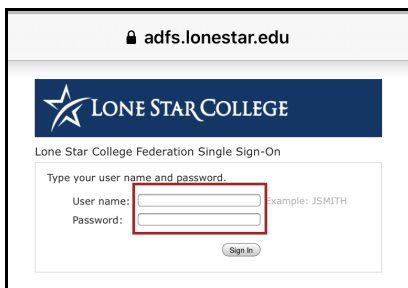 adfs.lonestar.edu
LONE STAR COLLEGE
Lone Star College Federation Single Sign-On
Type your user name and password.
User name: Example: JSMITH
Password:
Sign In